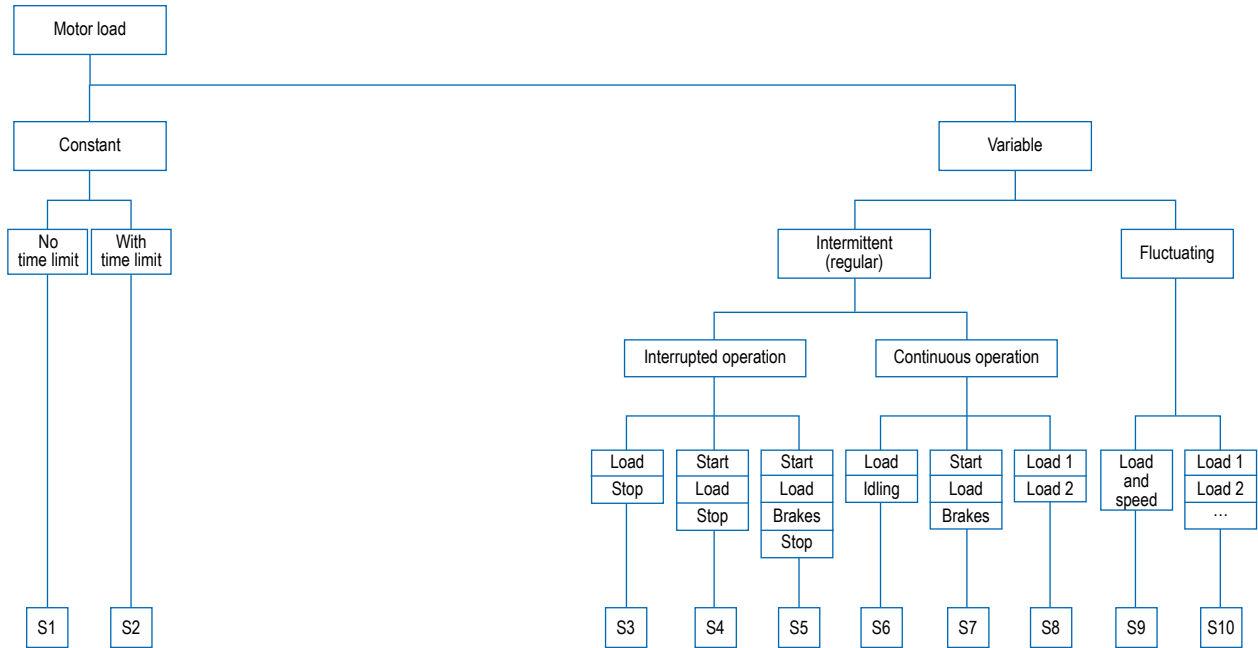 Motor load
Constant
Variable
No
time limit
With
time limit
Intermittent
(regular)
Fluctuating
Interrupted operation
Continuous operation
Load
Stop
Start
Load
Stop
Start
Load
Brakes
Stop
Load
Idling
Start
Load
Brakes
Load 1
Load 2
Load
and
speed
Load 1
Load 2
…
S1
S2
S3
S4
S5
S6
S7
S8
S9
S10